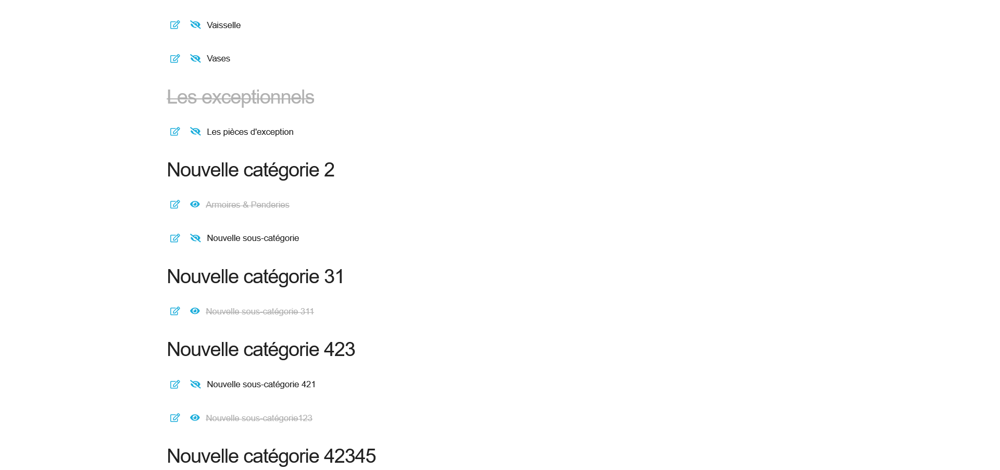 Vaisselle
Vases
Les exceptionnels
Les pièces d'exception
Nouvelle catégorie 2
Armoires & Penderies
Nouvelle sous-catégorie
Nouvelle catégorie 31
Nouvelle sous-catégorie 311
Nouvelle catégorie 423
Nouvelle sous-catégorie 421
Nouvelle sous-catégorie123
Nouvelle catégorie 42345